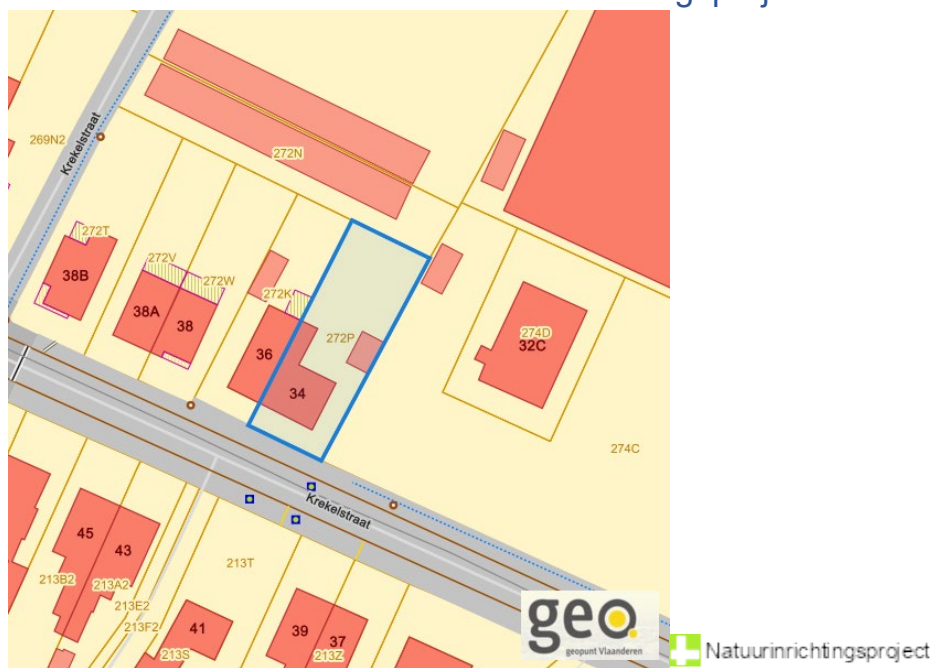 Krekelstraat
269N2
272N
272T
38B
272V
272W
38A
38
272K
36
272P
34
274D
32C
274C
Krekelstraat
45
43
213B2
213A2
213E2
213F2
213T
41
213S
39
37
213Z
geo.
geopunt Vlaanderen
Natuurinrichtingsproject